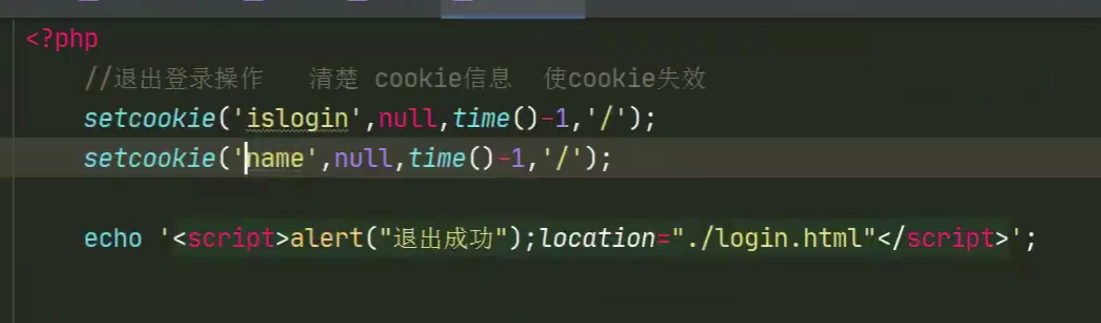 <?php
//退出登录操作 清楚 cookie信息 使cookie失效
setcookie('islogin',null,time()-1,'/');
setcookie('name',null,time()-1,'/');
echo '<script>alert("退出成功");location="./login.html"</script>';